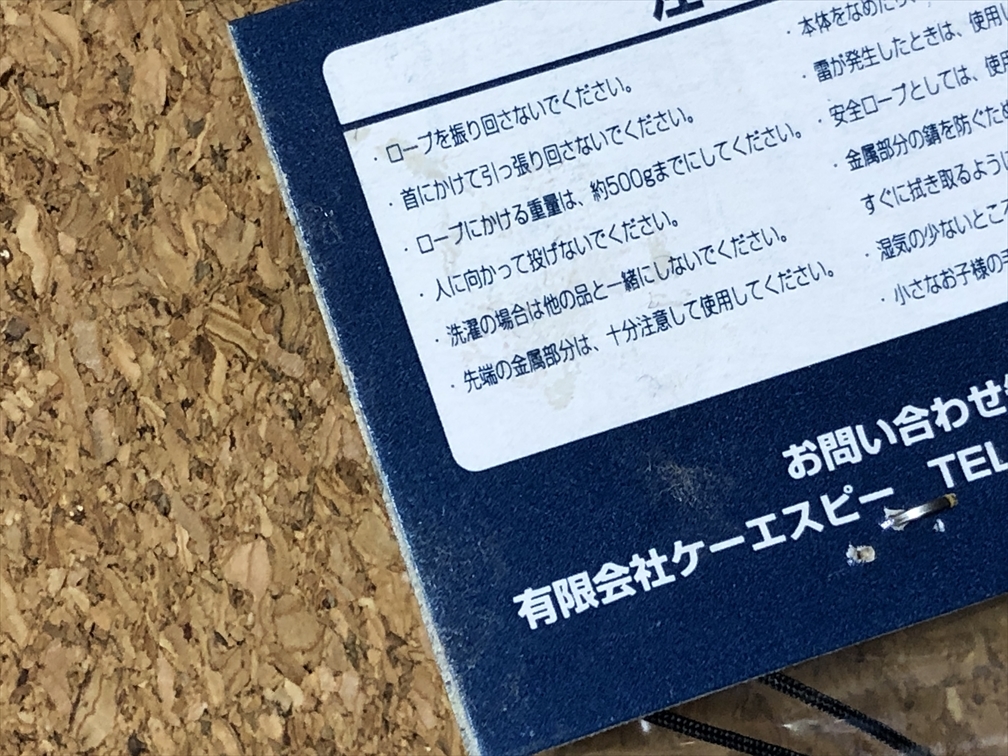 ・ロープを振り回さないでください。
・首にかけて引っ張り回さないでください。
・ロープにかける重量は、約500gまでにしてください。
・人に向かって投げないでください。
・洗濯の場合は他の品と一緒にしないでください。
・先端の金属部分は、十分注意して使用してください。
・本体をなめたり、
・雷が発生したときは、使用し
・安全ロープとしては、使用
・金属部分の錆を防ぐため
すぐに拭き取るように
・湿気の少ないところ
・小さなお子様の手
お問い合わせ
有限会社ケーエスピー TEL